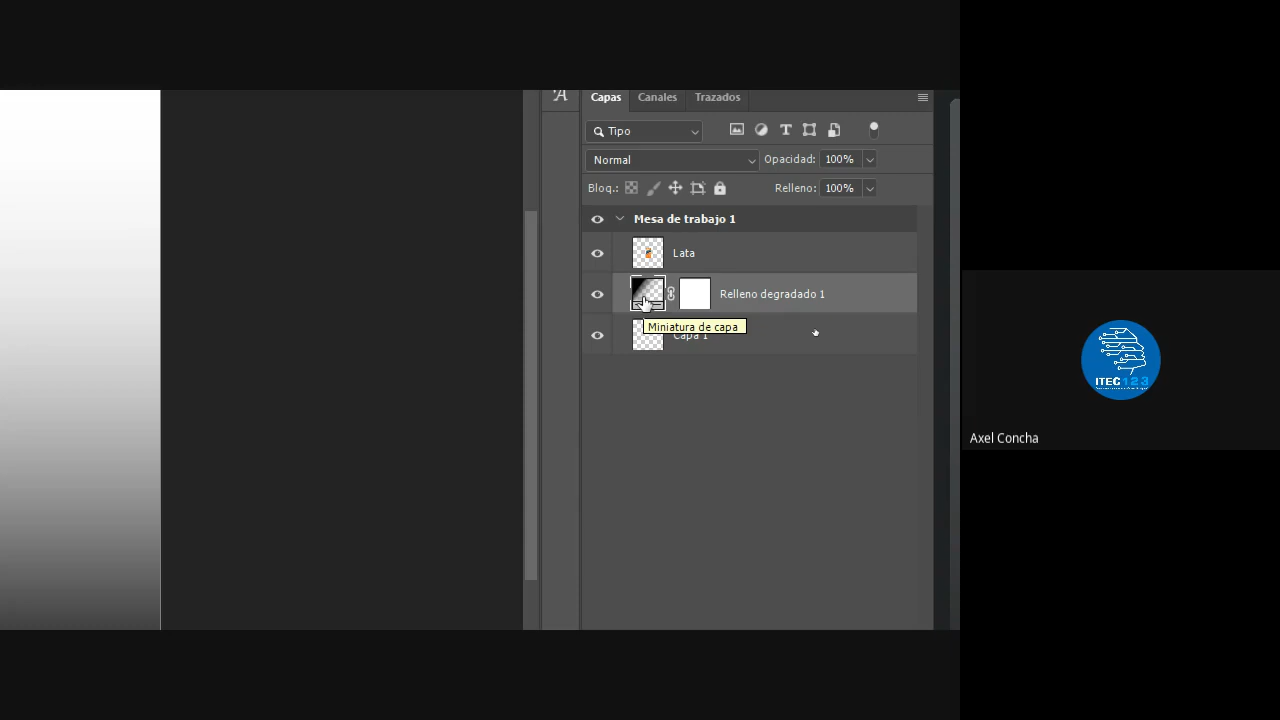 Capas Canales Trazados
Tipo
Normal Opacidad: 100%
Bloq.: Relleno: 100%
Mesa de trabajo 1
Lata
Relleno degradado 1
Miniatura de capa
Capa 1
ITEC 123
Axel Concha